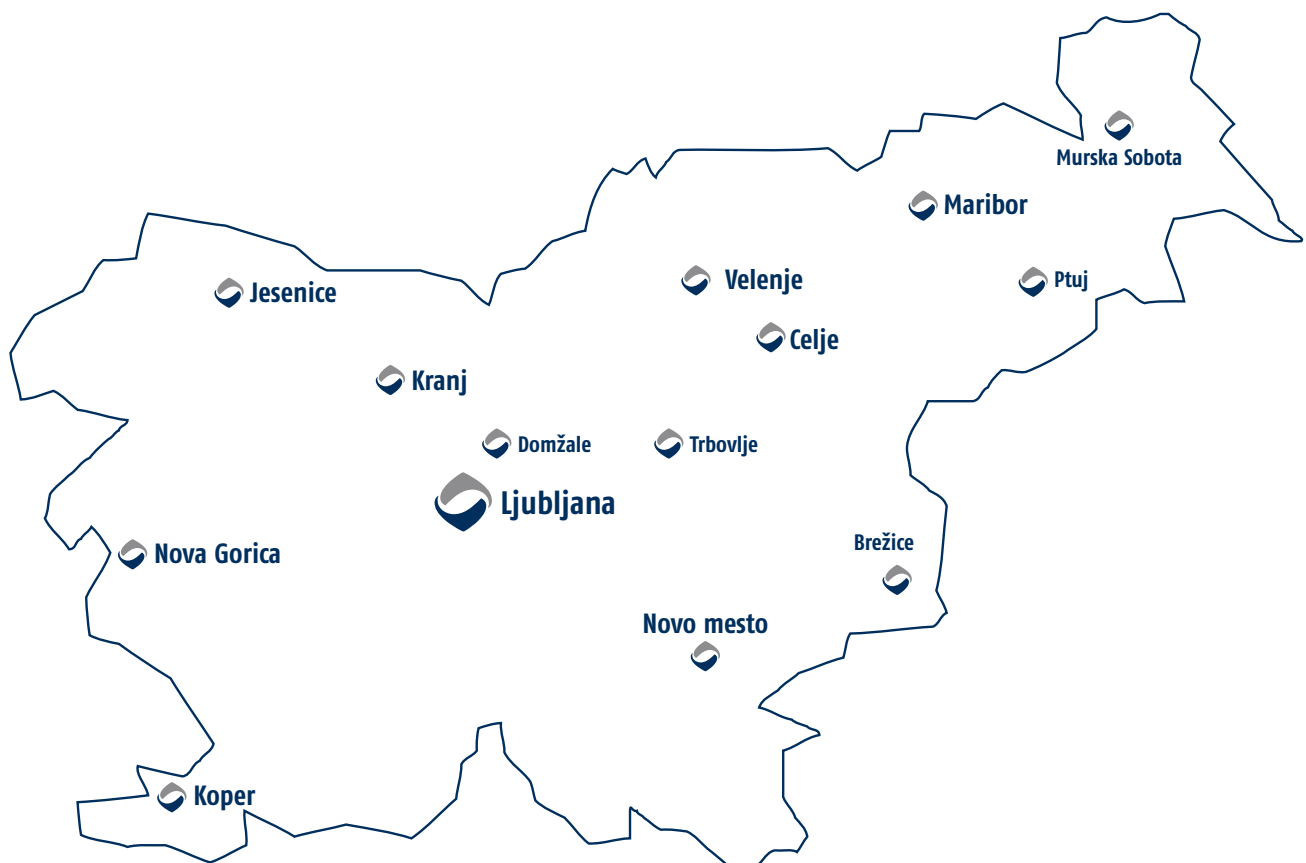 Murska Sobota
Maribor
Velenje
Ptuj
Jesenice
Celje
Kranj
Domžale
Trbovlje
Ljubljana
Brežice
Nova Gorica
Novo mesto
Koper